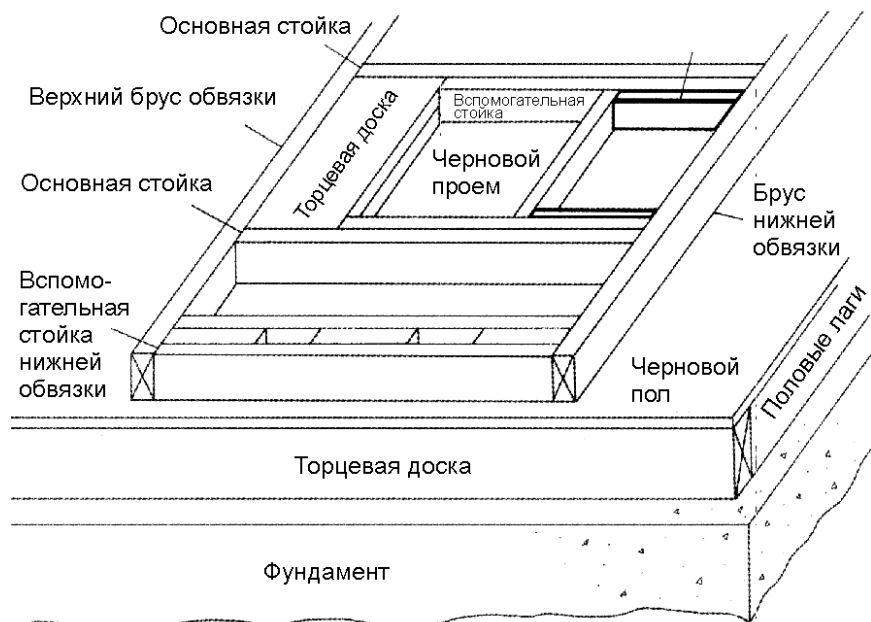 Основная стойка
Верхний брус обвязки
Торцевая доска
Вспомогательная
стойка
Черновой
проем
Основная стойка
Брус
нижней
обвязки
Вспомо-
гательная
стойка
нижней
обвязки
Черновой
пол
Половые лаги
Торцевая доска
Фундамент